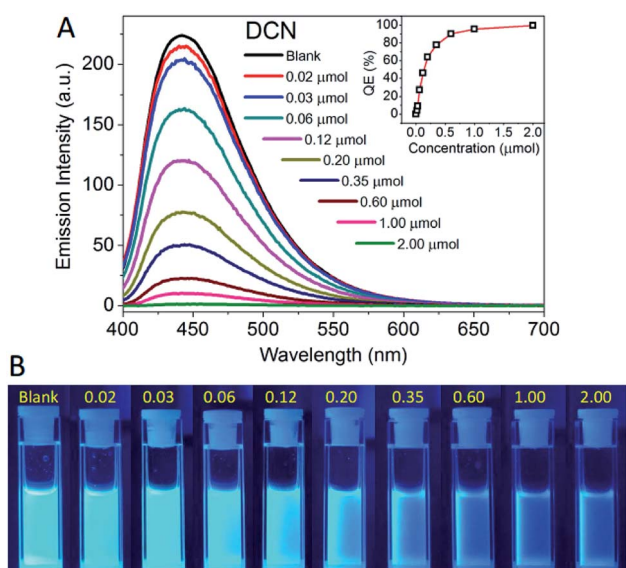 A
DCN
Blank
0.02 µmol
0.03 µmol
0.06 µmol
0.12 µmol
0.20 µmol
0.35 µmol
0.60 µmol
1.00 µmol
2.00 µmol
Emission Intensity (a.u.)
200
150
100
50
0
400 450 500 550 600 650 700
Wavelength (nm)
QE (%)
100
80
60
40
20
0
0.0 0.5 1.0 1.5 2.0
Concentration (µmol)
B
Blank 0.02 0.03 0.06 0.12 0.20 0.35 0.60 1.00 2.00